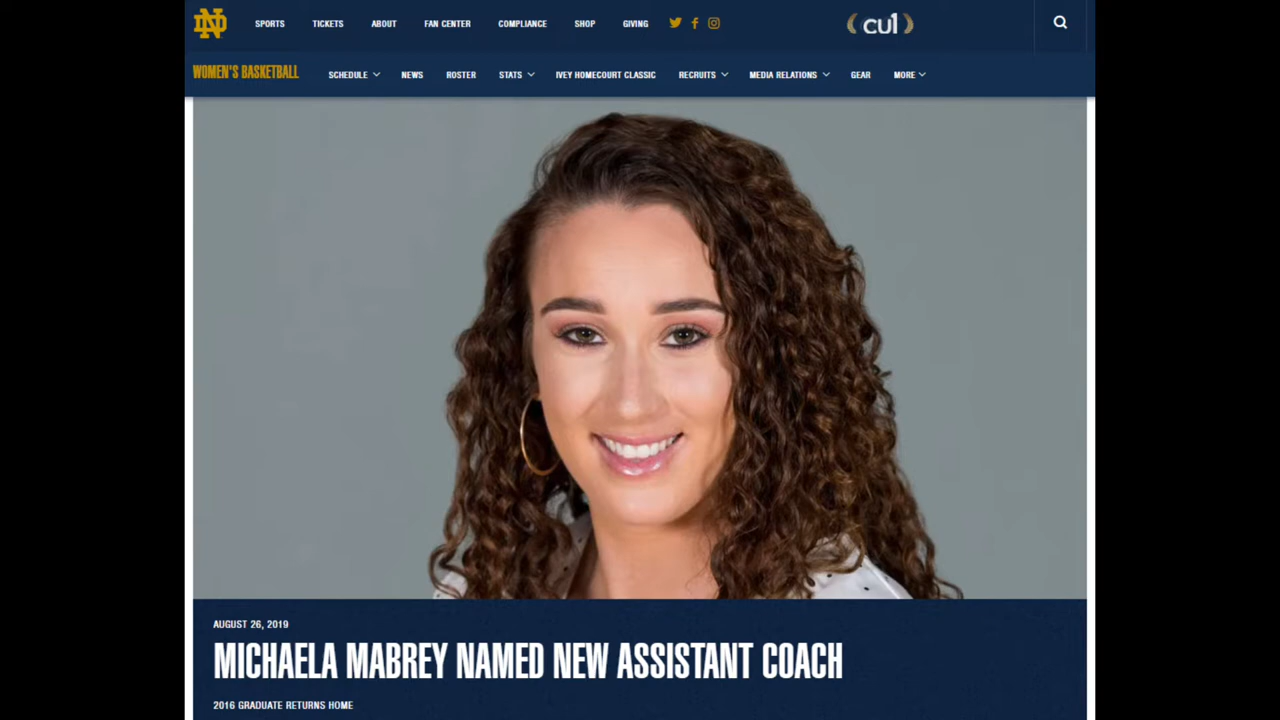 ND
SPORTS TICKETS ABOUT FAN CENTER COMPLIANCE SHOP GIVING cu1
WOMEN'S BASKETBALL SCHEDULE NEWS ROSTER STATS IVEY HOMECOURT CLASSIC RECRUITS MEDIA RELATIONS GEAR MORE
AUGUST 26, 2019
MICHAELA MABREY NAMED NEW ASSISTANT COACH
2016 GRADUATE RETURNS HOME